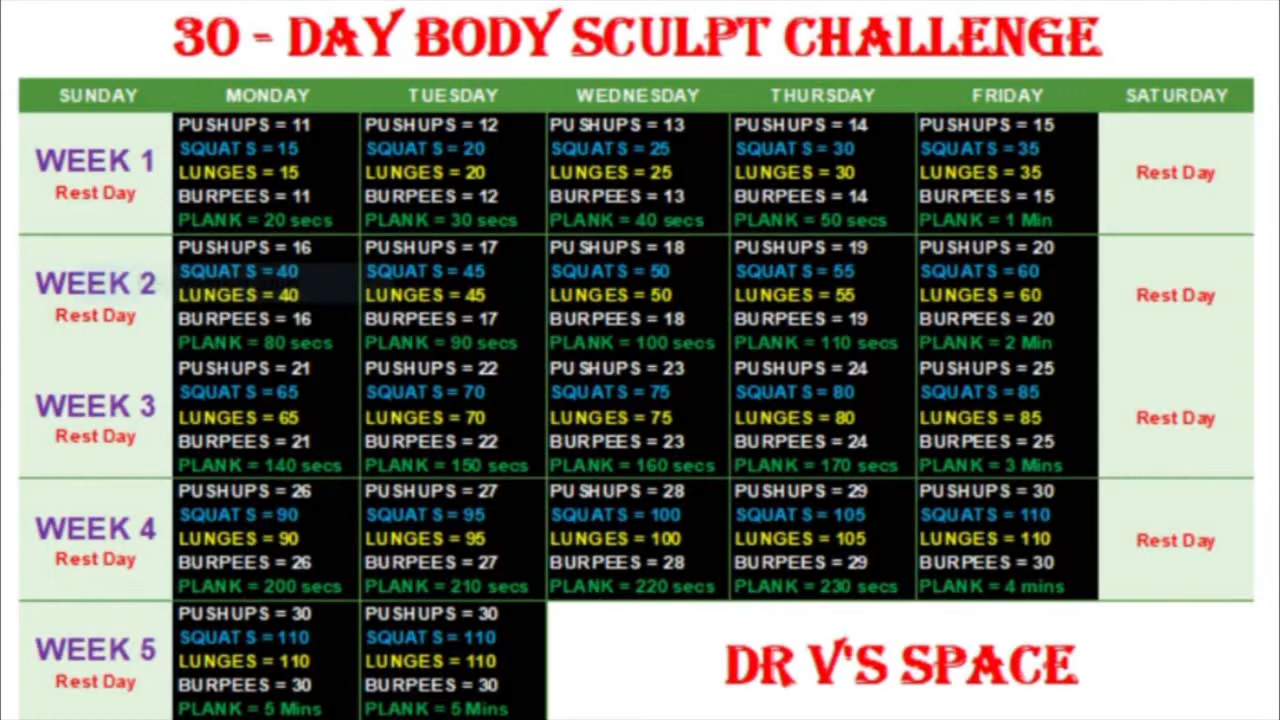 30 - DAY BODY SCULPT CHALLENGE
SUNDAY MONDAY TUESDAY WEDNESDAY THURSDAY FRIDAY SATURDAY
WEEK 1
Rest Day
PUSHUPS = 11
SQUATS = 15
LUNGES = 15
BURPEES = 11
PLANK = 20 secs
PUSHUPS = 12
SQUATS = 20
LUNGES = 20
BURPEES = 12
PLANK = 30 secs
PUSHUPS = 13
SQUATS = 25
LUNGES = 25
BURPEES = 13
PLANK = 40 secs
PUSHUPS = 14
SQUATS = 30
LUNGES = 30
BURPEES = 14
PLANK = 50 secs
PUSHUPS = 15
SQUATS = 35
LUNGES = 35
BURPEES = 15
PLANK = 1 Min
Rest Day
WEEK 2
Rest Day
PUSHUPS = 16
SQUATS = 40
LUNGES = 40
BURPEES = 16
PLANK = 80 secs
PUSHUPS = 17
SQUATS = 45
LUNGES = 45
BURPEES = 17
PLANK = 90 secs
PUSHUPS = 18
SQUATS = 50
LUNGES = 50
BURPEES = 18
PLANK = 100 secs
PUSHUPS = 19
SQUATS = 55
LUNGES = 55
BURPEES = 19
PLANK = 110 secs
PUSHUPS = 20
SQUATS = 60
LUNGES = 60
BURPEES = 20
PLANK = 2 Min
Rest Day
WEEK 3
Rest Day
PUSHUPS = 21
SQUATS = 65
LUNGES = 65
BURPEES = 21
PLANK = 140 secs
PUSHUPS = 22
SQUATS = 70
LUNGES = 70
BURPEES = 22
PLANK = 150 secs
PUSHUPS = 23
SQUATS = 75
LUNGES = 75
BURPEES = 23
PLANK = 160 secs
PUSHUPS = 24
SQUATS = 80
LUNGES = 80
BURPEES = 24
PLANK = 170 secs
PUSHUPS = 25
SQUATS = 85
LUNGES = 85
BURPEES = 25
PLANK = 3 Mins
Rest Day
WEEK 4
Rest Day
PUSHUPS = 26
SQUATS = 90
LUNGES = 90
BURPEES = 26
PLANK = 200 secs
PUSHUPS = 27
SQUATS = 95
LUNGES = 95
BURPEES = 27
PLANK = 210 secs
PUSHUPS = 28
SQUATS = 100
LUNGES = 100
BURPEES = 28
PLANK = 220 secs
PUSHUPS = 29
SQUATS = 105
LUNGES = 105
BURPEES = 29
PLANK = 230 secs
PUSHUPS = 30
SQUATS = 110
LUNGES = 110
BURPEES = 30
PLANK = 4 mins
Rest Day
WEEK 5
Rest Day
PUSHUPS = 30
SQUATS = 110
LUNGES = 110
BURPEES = 30
PLANK = 5 Mins
PUSHUPS = 30
SQUATS = 110
LUNGES = 110
BURPEES = 30
PLANK = 5 Mins
DR V'S SPACE